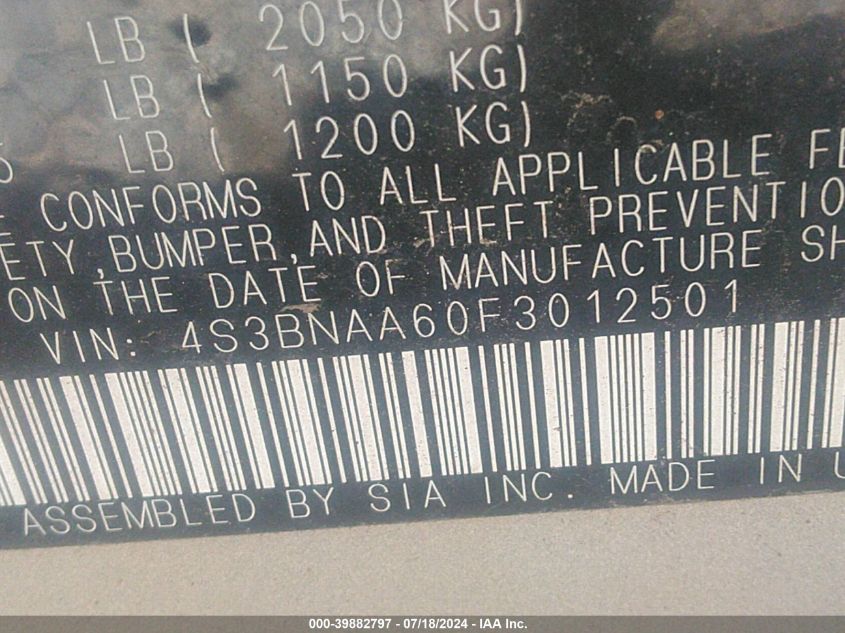 LB ( 2050 KG)
LB ( 1150 KG)
LB ( 1200 KG)
E CONFORMS TO ALL APPLICABLE FE
ETY,BUMPER,AND THEFT PREVENTIO
ON THE DATE OF MANUFACTURE SH
VIN: 4S3BNAA60F3012501
ASSEMBLED BY SIA INC. MADE IN U
000-39882797 - 07/18/2024 - IAA Inc.